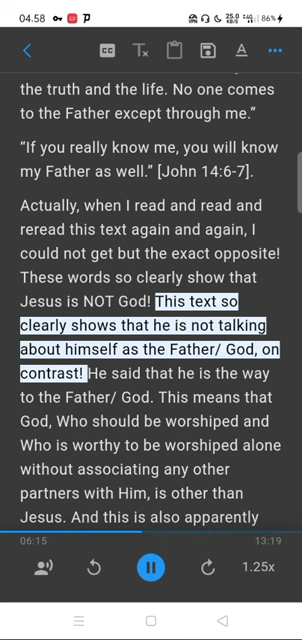 04.58
25.0
KB/S
86%
CC
A
the truth and the life. No one comes
to the Father except through me.”
“If you really know me, you will know
my Father as well.” [John 14:6-7].
Actually, when I read and read and
reread this text again and again, I
could not get but the exact opposite!
These words so clearly show that
Jesus is NOT God! This text so
clearly shows that he is not talking
about himself as the Father/ God, on
contrast! He said that he is the way
to the Father/ God. This means that
God, Who should be worshiped and
Who is worthy to be worshiped alone
without associating any other
partners with Him, is other than
Jesus. And this is also apparently
06:15
13:19
1.25x